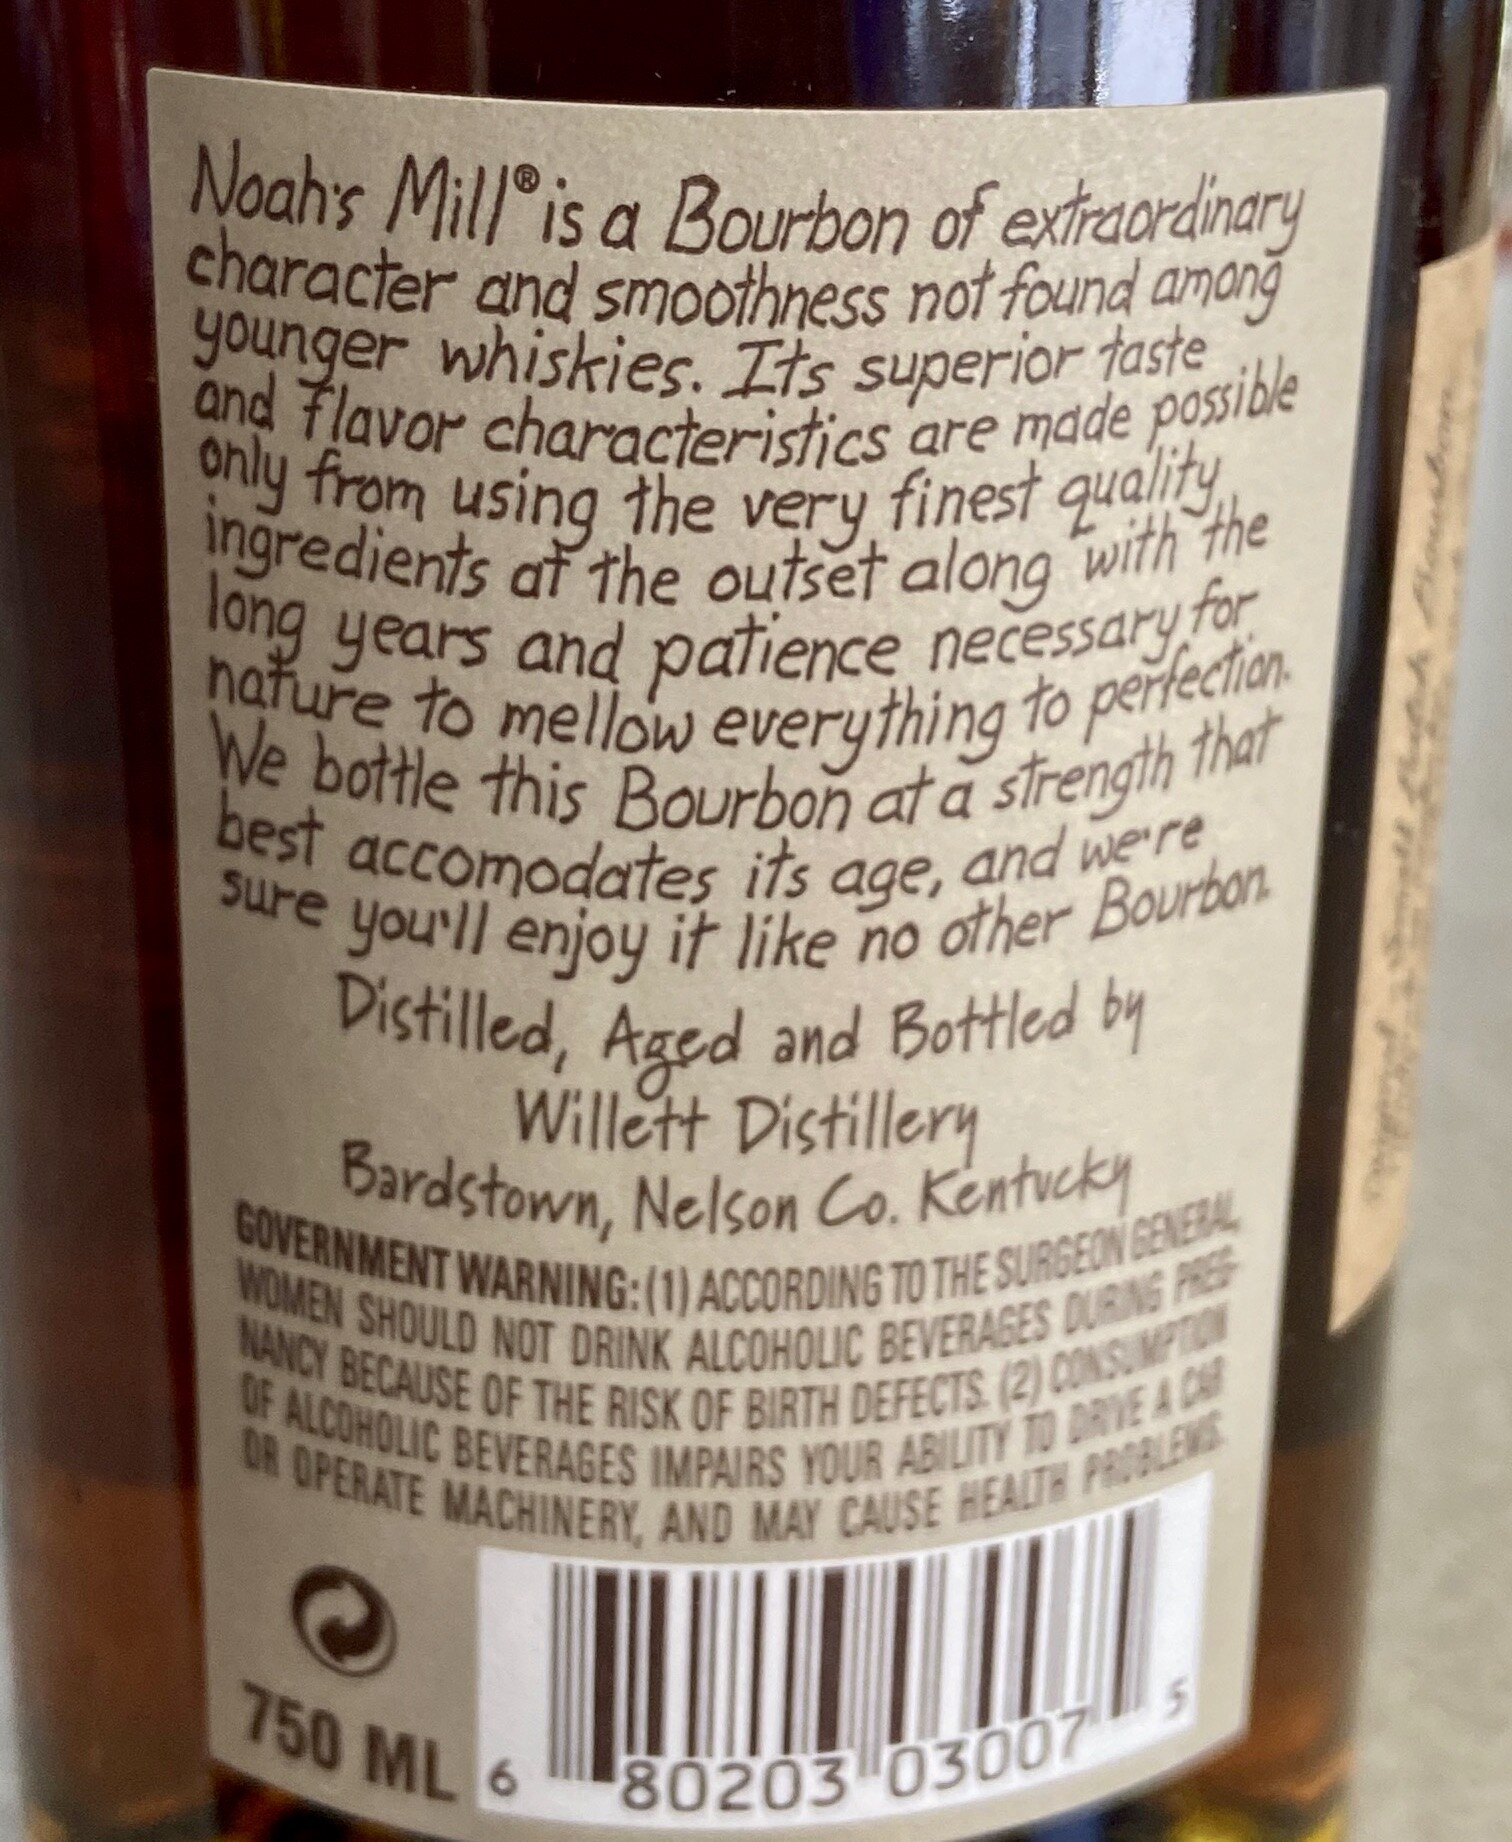 Noah's Mill® is a Bourbon of extraordinary
character and smoothness not found among
younger whiskies. Its superior taste
and flavor characteristics are made possible
only from using the very finest quality
ingredients at the outset along with the
long years and patience necessary for
nature to mellow everything to perfection.
We bottle this Bourbon at a strength that
best accomodates its age, and we're
sure you'll enjoy it like no other Bourbon.
Distilled, Aged and Bottled by
Willett Distillery
Bardstown, Nelson Co. Kentucky
GOVERNMENT WARNING: (1) ACCORDING TO THE SURGEON GENERAL,
WOMEN SHOULD NOT DRINK ALCOHOLIC BEVERAGES DURING PREG-
NANCY BECAUSE OF THE RISK OF BIRTH DEFECTS. (2) CONSUMPTION
OF ALCOHOLIC BEVERAGES IMPAIRS YOUR ABILITY TO DRIVE A CAR
OR OPERATE MACHINERY, AND MAY CAUSE HEALTH PROBLEMS.
750 ML
6 80203 03007 5
Bourbon